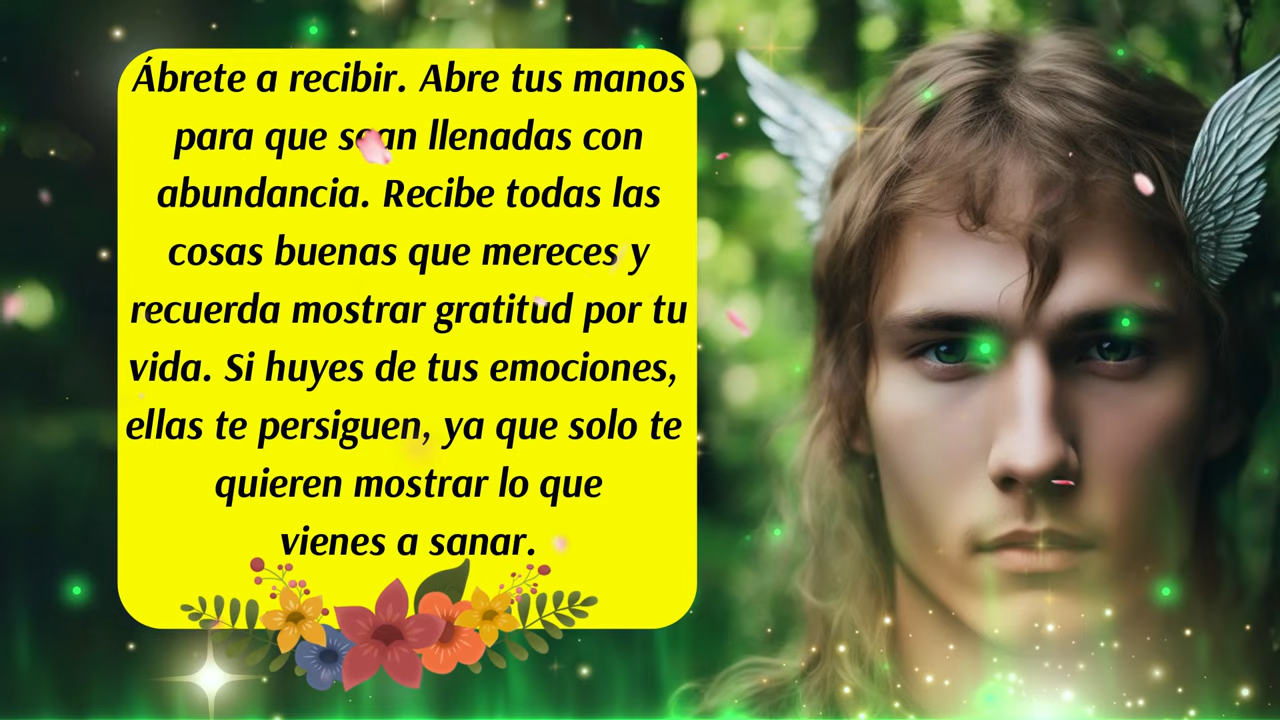 Ábrete a recibir. Abre tus manos
para que sean llenadas con
abundancia. Recibe todas las
cosas buenas que mereces y
recuerda mostrar gratitud por tu
vida. Si huyes de tus emociones,
ellas te persiguen, ya que solo te
quieren mostrar lo que
vienes a sanar.